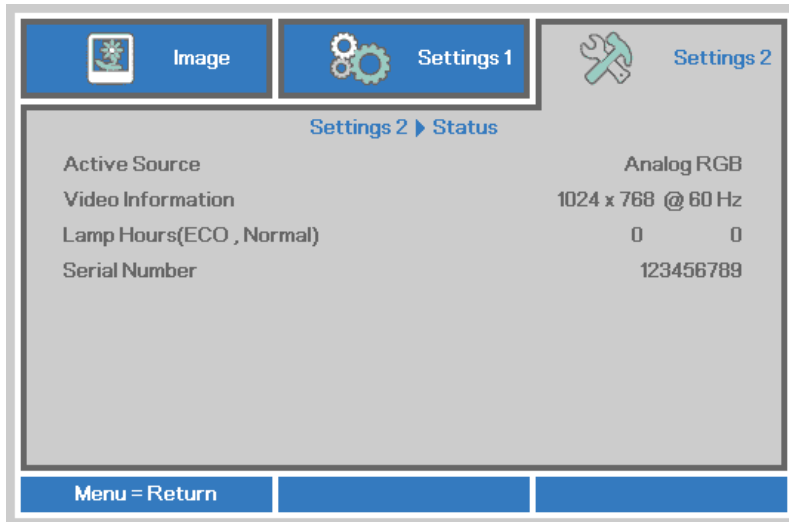 Image Settings 1 Settings 2
Settings 2 ▶ Status
Active Source Analog RGB
Video Information 1024 x 768 @ 60 Hz
Lamp Hours(ECO , Normal) 0 0
Serial Number 123456789
Menu = Return